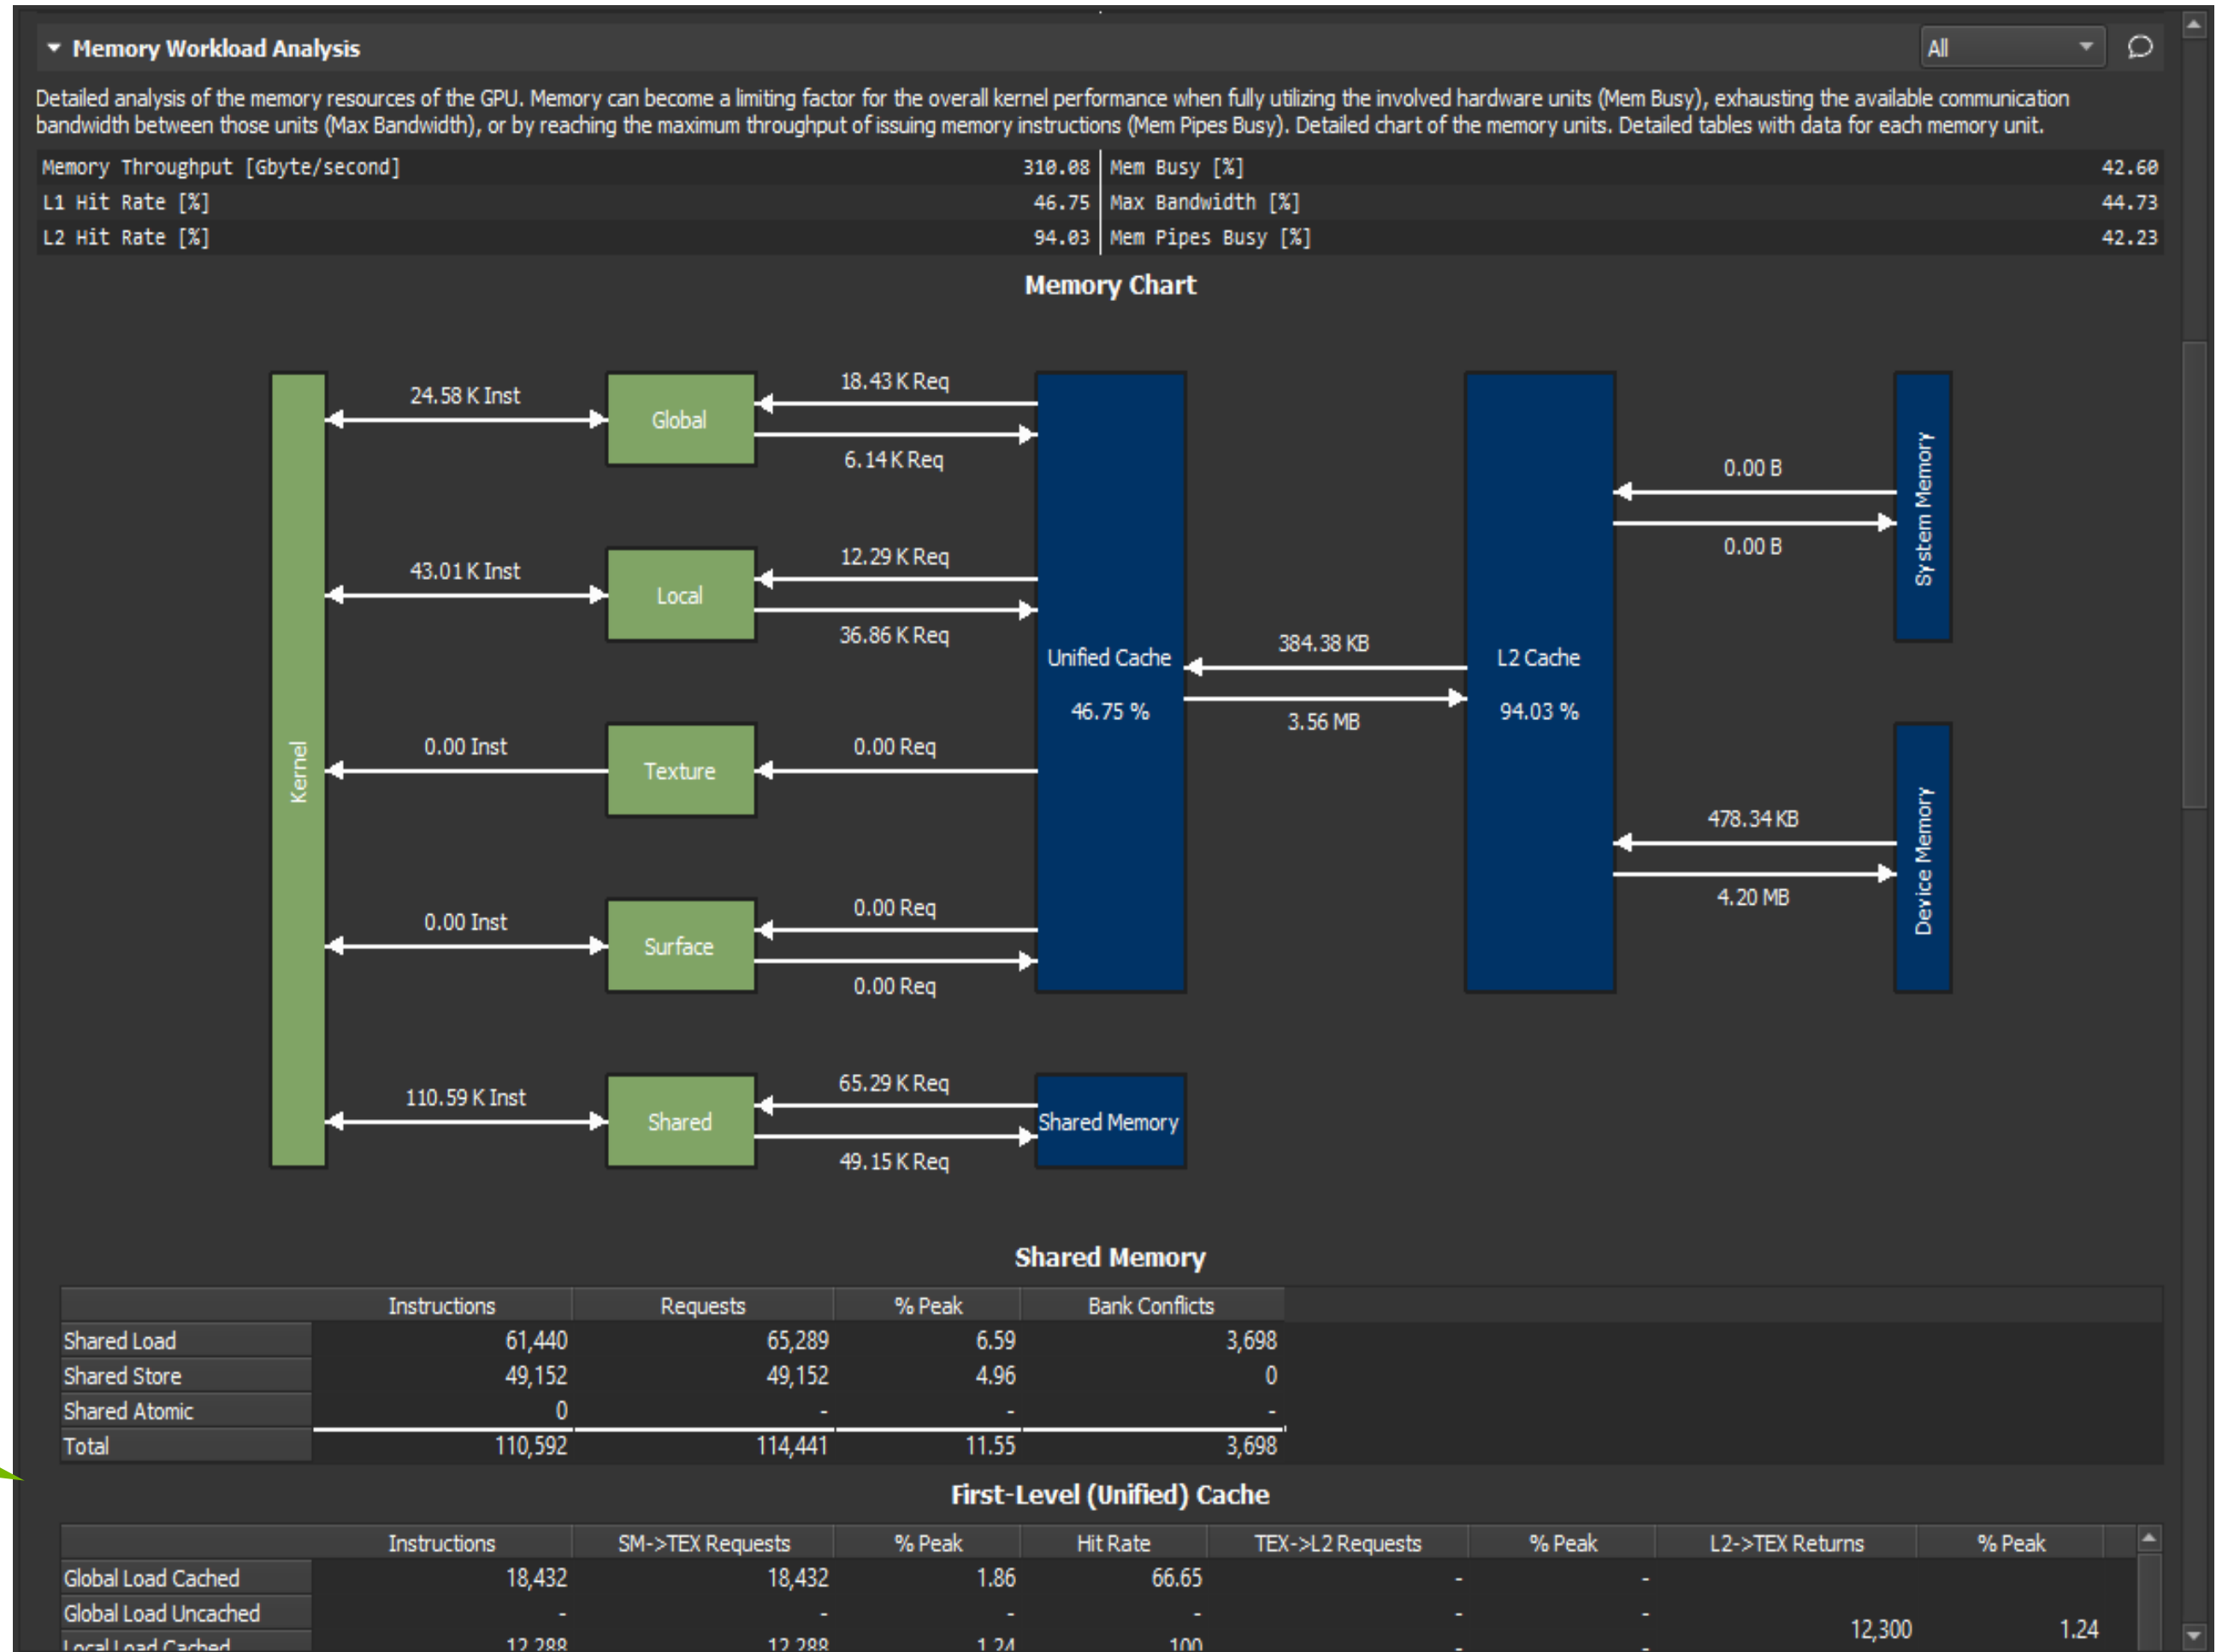 Memory Workload Analysis
All
Detailed analysis of the memory resources of the GPU. Memory can become a limiting factor for the overall kernel performance when fully utilizing the involved hardware units (Mem Busy), exhausting the available communication
bandwidth between those units (Max Bandwidth), or by reaching the maximum throughput of issuing memory instructions (Mem Pipes Busy). Detailed chart of the memory units. Detailed tables with data for each memory unit.
Memory Throughput [Gbyte/second] 310.08 Mem Busy [%] 42.60
L1 Hit Rate [%] 46.75 Max Bandwidth [%] 44.73
L2 Hit Rate [%] 94.03 Mem Pipes Busy [%] 42.23
Memory Chart
Kernel
24.58 K Inst
Global
18.43 K Req
6.14 K Req
43.01 K Inst
Local
12.29 K Req
36.86 K Req
0.00 Inst
Texture
0.00 Req
0.00 Inst
Surface
0.00 Req
0.00 Req
110.59 K Inst
Shared
65.29 K Req
49.15 K Req
Unified Cache
46.75 %
Shared Memory
384.38 KB
3.56 MB
L2 Cache
94.03 %
0.00 B
0.00 B
System Memory
478.34 KB
4.20 MB
Device Memory
Shared Memory
Instructions Requests % Peak Bank Conflicts
Shared Load 61,440 65,289 6.59 3,698
Shared Store 49,152 49,152 4.96 0
Shared Atomic 0 - - -
Total 110,592 114,441 11.55 3,698
First-Level (Unified) Cache
Instructions SM->TEX Requests % Peak Hit Rate TEX->L2 Requests % Peak L2->TEX Returns % Peak
Global Load Cached 18,432 18,432 1.86 66.65 - -
Global Load Uncached - - - - - -
12,300 1.24
Local Load Cached 12,288 12,288 1.24 100 - -